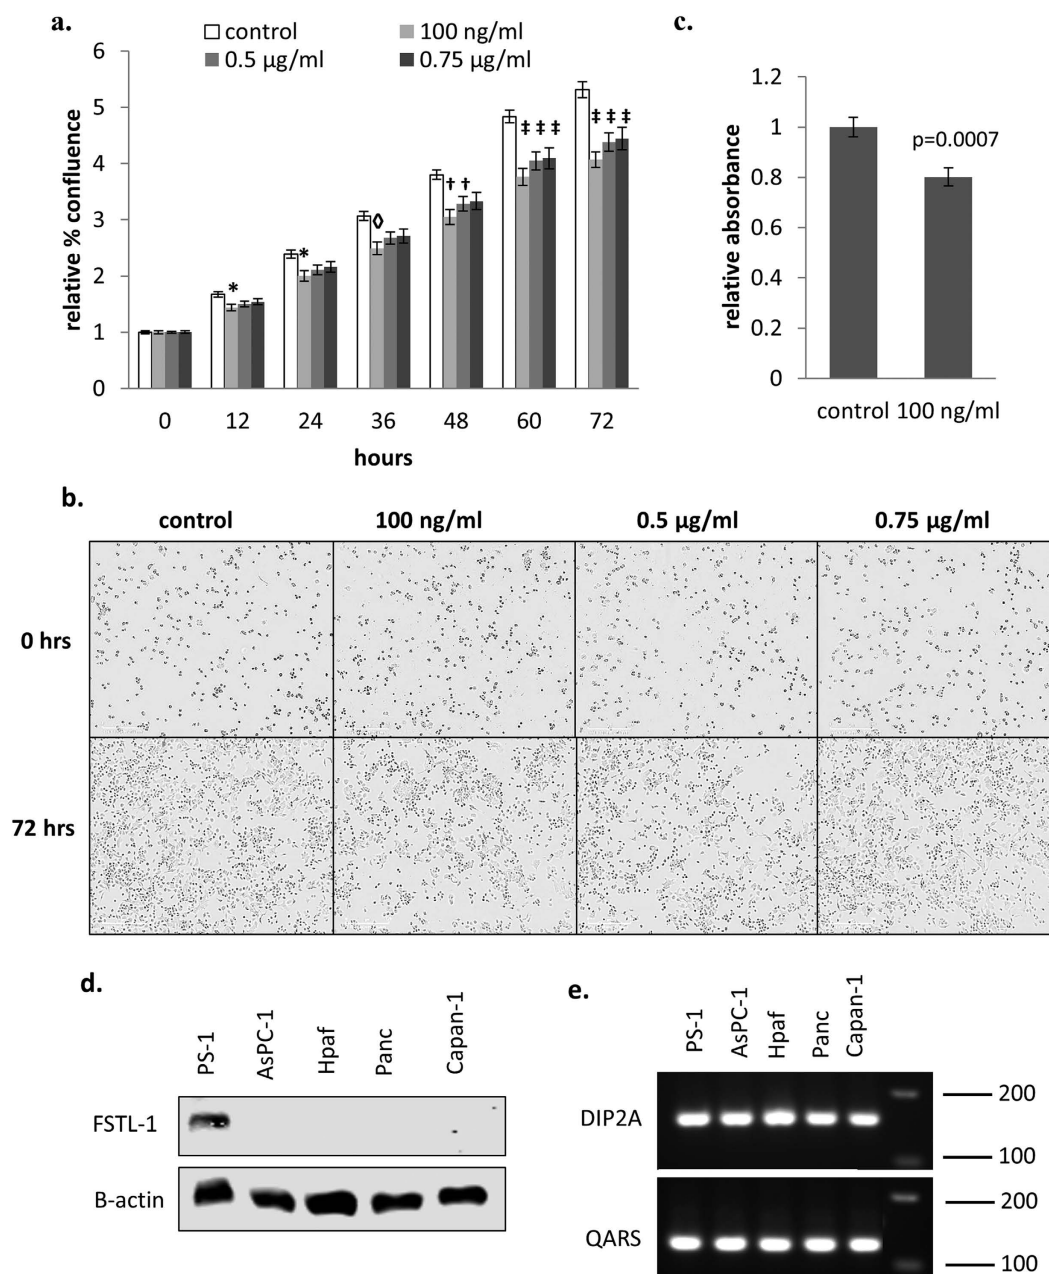 a.
control
100 ng/ml
0.5 µg/ml
0.75 µg/ml
relative % confluence
6
5
4
3
2
1
0
*
*
◊
† †
‡ ‡ ‡
‡ ‡ ‡
0 12 24 36 48 60 72
hours
c.
relative absorbance
1.2
1
0.8
0.6
0.4
0.2
0
p=0.0007
control 100 ng/ml
b.
control 100 ng/ml 0.5 µg/ml 0.75 µg/ml
0 hrs
72 hrs
d.
PS-1
AsPC-1
Hpaf
Panc
Capan-1
FSTL-1
B-actin
e.
PS-1
AsPC-1
Hpaf
Panc
Capan-1
DIP2A
200
100
QARS
200
100